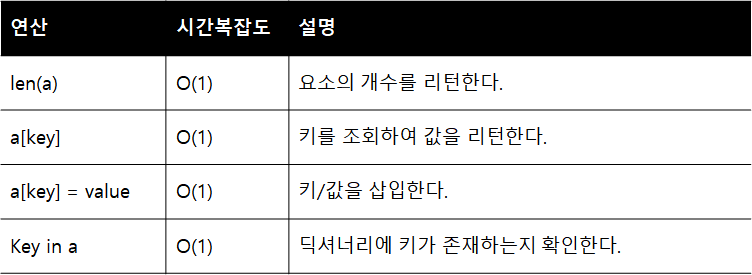 연산 시간복잡도 설명
len(a) O(1) 요소의 개수를 리턴한다.
a[key] O(1) 키를 조회하여 값을 리턴한다.
a[key] = value O(1) 키/값을 삽입한다.
Key in a O(1) 딕셔너리에 키가 존재하는지 확인한다.